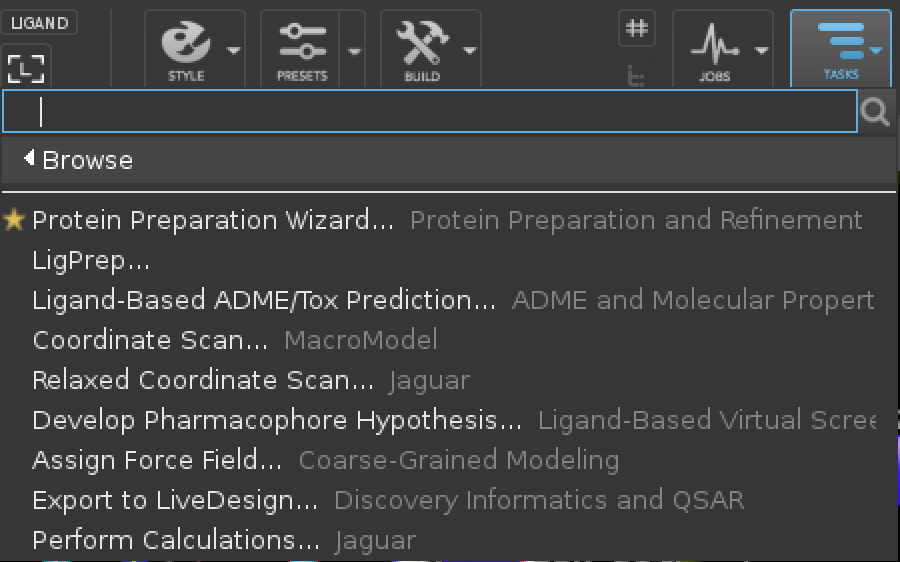 LIGAND
STYLE PRESETS BUILD # JOBS TASKS
Browse
Protein Preparation Wizard... Protein Preparation and Refinement
LigPrep...
Ligand-Based ADME/Tox Prediction... ADME and Molecular Propert
Coordinate Scan... MacroModel
Relaxed Coordinate Scan... Jaguar
Develop Pharmacophore Hypothesis... Ligand-Based Virtual Scree
Assign Force Field... Coarse-Grained Modeling
Export to LiveDesign... Discovery Informatics and QSAR
Perform Calculations... Jaguar